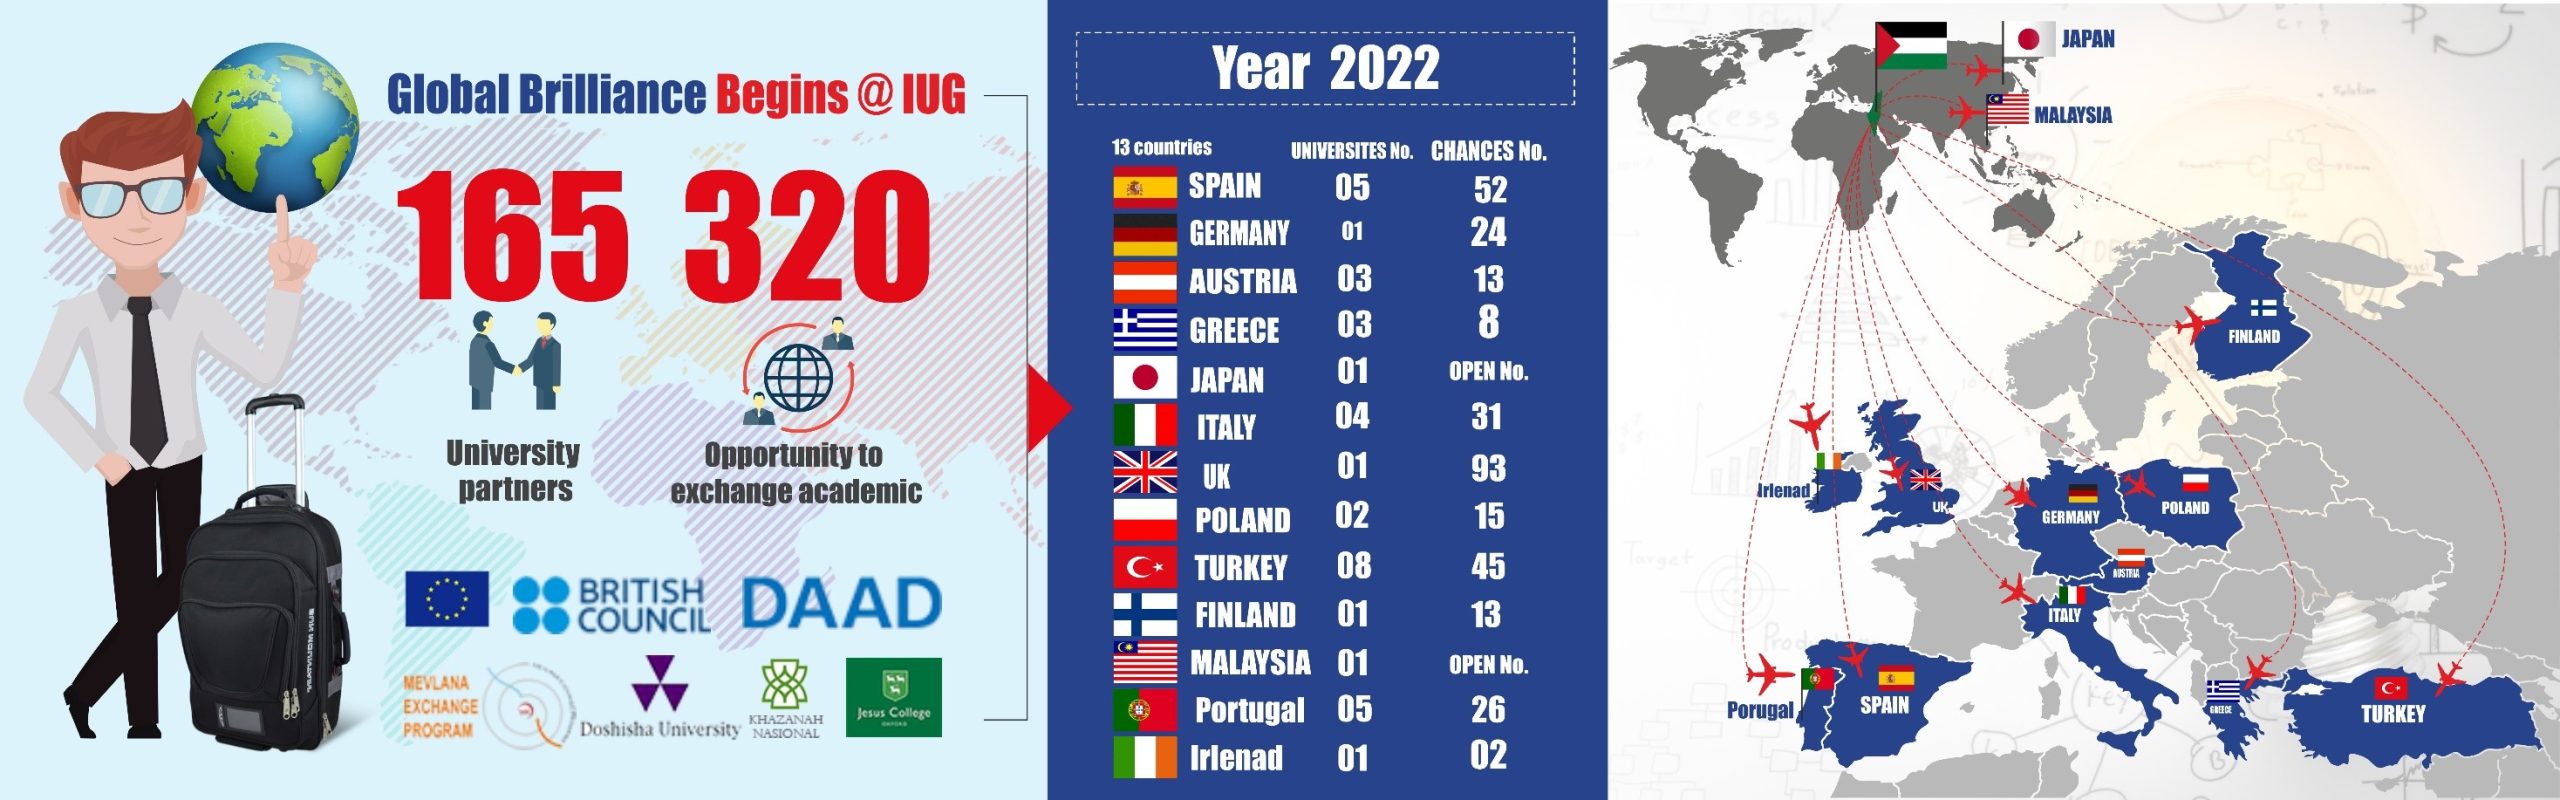 Global Brilliance Begins @ IUG
165 320
University
partners
Opportunity to
exchange academic
BRITISH
COUNCIL
DAAD
MEVLANA
EXCHANGE
PROGRAM
Doshisha University
KHAZANAH
NASIONAL
Jesus College
OXFORD
Year 2022
13 countries UNIVERSITES No. CHANCES No.
SPAIN 05 52
GERMANY 01 24
AUSTRIA 03 13
GREECE 03 8
JAPAN 01 OPEN No.
ITALY 04 31
UK 01 93
POLAND 02 15
TURKEY 08 45
FINLAND 01 13
MALAYSIA 01 OPEN No.
Portugal 05 26
Irlenad 01 02
JAPAN
MALAYSIA
FINLAND
Irlenad
UK
GERMANY
POLAND
AUSTRIA
ITALY
Porugal
SPAIN
GREECE
TURKEY
Target
Key
B